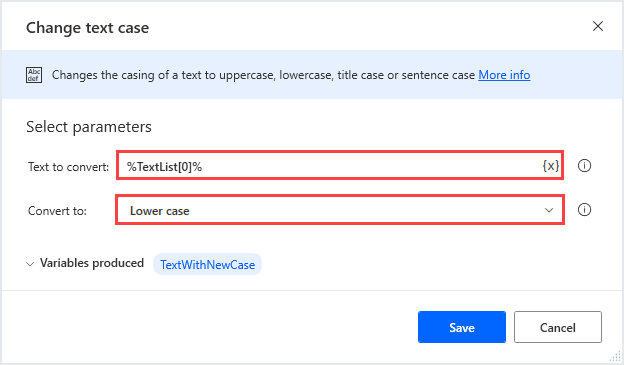 Change text case
Abc
def
Changes the casing of a text to uppercase, lowercase, title case or sentence case More info
Select parameters
Text to convert: %TextList[0]% {x}
Convert to: Lower case
Variables produced TextWithNewCase
Save Cancel